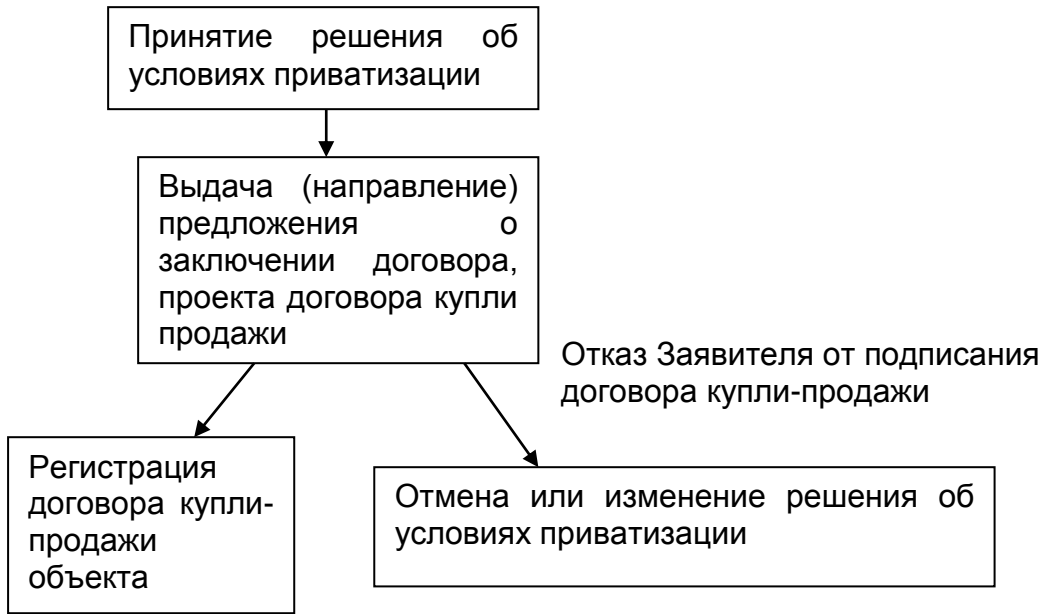 Принятие решения об
условиях приватизации
Выдача (направление)
предложения о
заключении договора,
проекта договора купли
продажи
Отказ Заявителя от подписания
договора купли-продажи
Регистрация
договора купли-
продажи
объекта
Отмена или изменение решения об
условиях приватизации